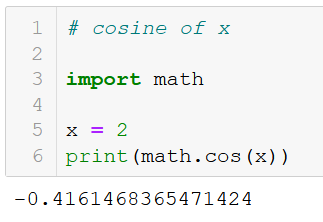 1 # cosine of x
2
3 import math
4
5 x = 2
6 print(math.cos(x))
-0.4161468365471424